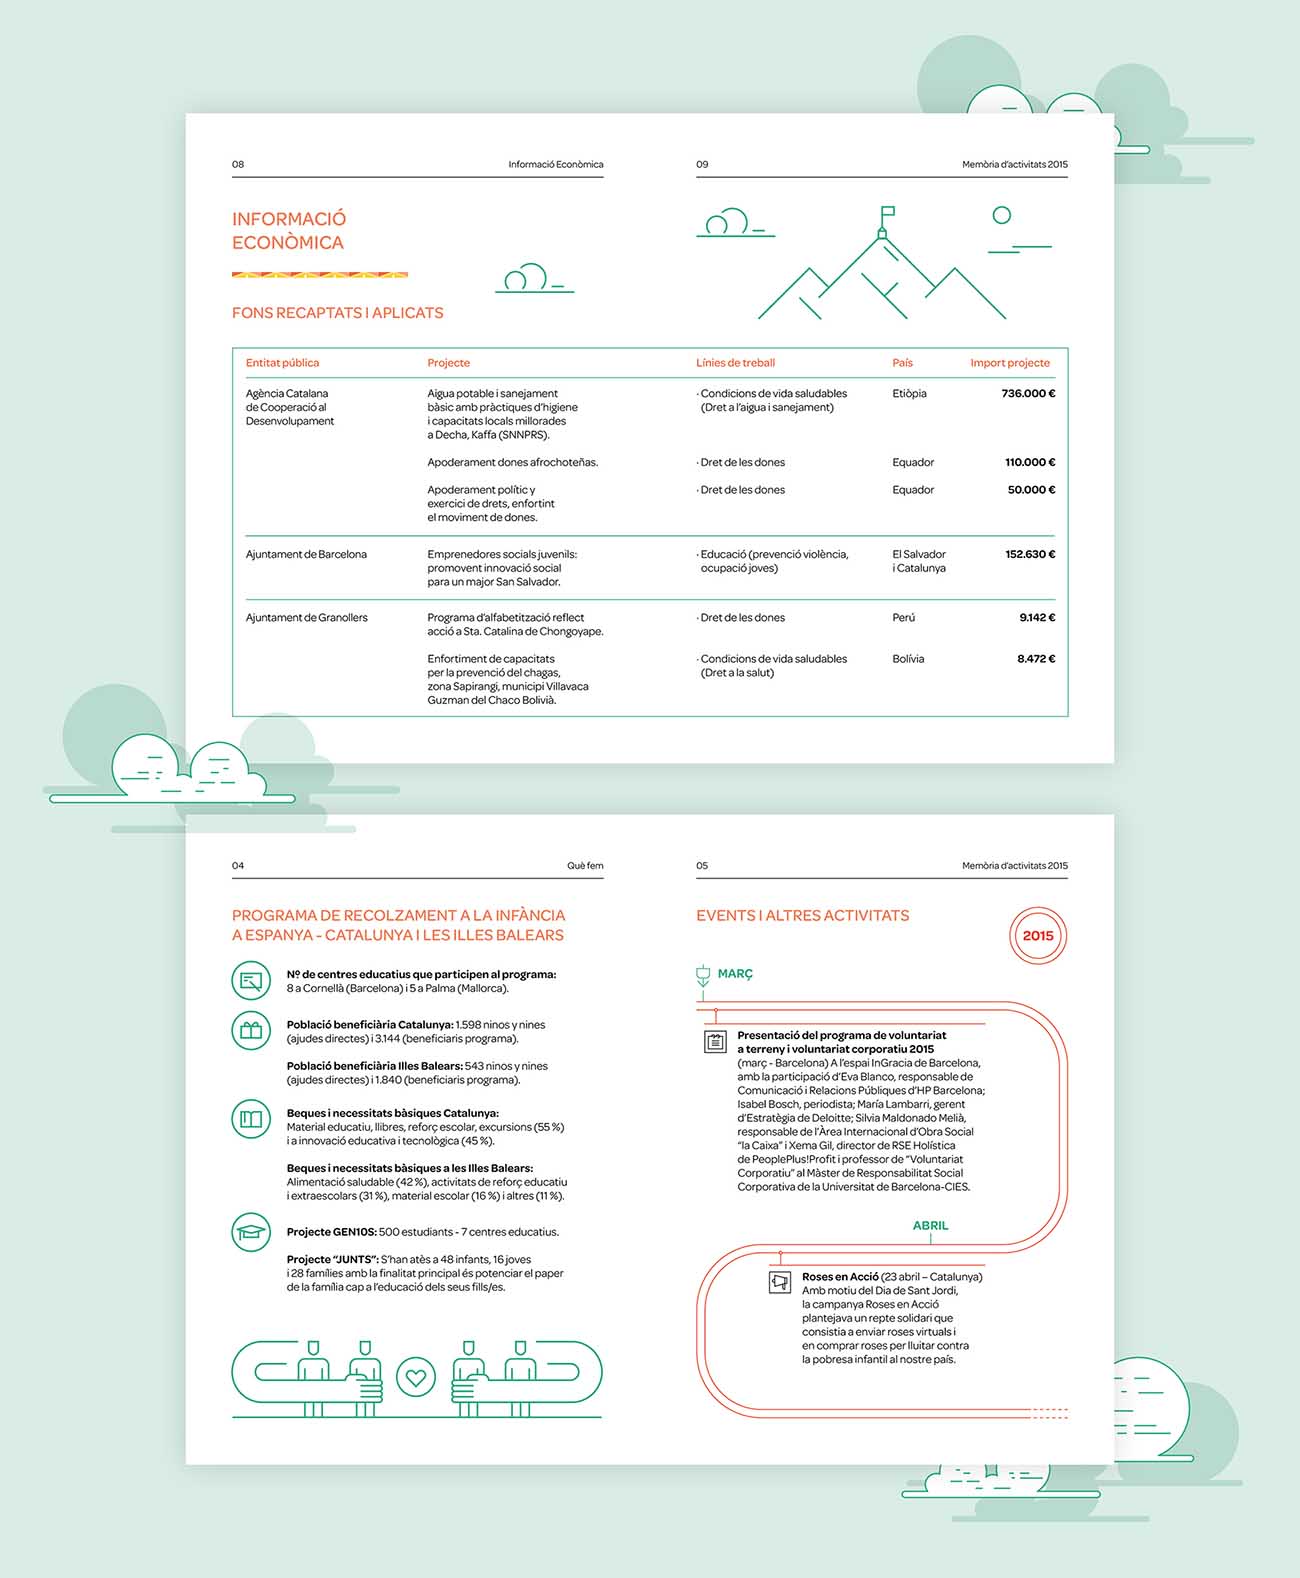 08
Informació Econòmica
INFORMACIÓ
ECONÒMICA
FONS RECAPTATS I APLICATS
09
Memòria d'activitats 2015
Entitat pública
Projecte
Línies de treball
País
Import projecte
Agència Catalana
de Cooperació al
Desenvolupament
Aigua potable i sanejament
bàsic amb pràctiques d'higiene
i capacitats locals millorades
a Decha, Kaffa (SNNPRS).
· Condicions de vida saludables
(Dret a l'aigua i sanejament)
Etiòpia
736.000 €
Apoderament dones afrochoteñas.
· Dret de les dones
Equador
110.000 €
Apoderament polític y
exercici de drets, enfortint
el moviment de dones.
· Dret de les dones
Equador
50.000 €
Ajuntament de Barcelona
Emprenedores socials juvenils:
promovent innovació social
para un major San Salvador.
· Educació (prevenció violència,
ocupació joves)
El Salvador
i Catalunya
152.630 €
Ajuntament de Granollers
Programa d'alfabetització reflect
acció a Sta. Catalina de Chongoyape.
· Dret de les dones
Perú
9.142 €
Enfortiment de capacitats
per la prevenció del chagas,
zona Sapirangi, municipi Villavaca
Guzman del Chaco Bolivià.
· Condicions de vida saludables
(Dret a la salut)
Bolívia
8.472 €
04
Què fem
PROGRAMA DE RECOLZAMENT A LA INFÀNCIA
A ESPANYA - CATALUNYA I LES ILLES BALEARS
Nº de centres educatius que participen al programa:
8 a Cornellà (Barcelona) i 5 a Palma (Mallorca).
Població beneficiària Catalunya: 1.598 ninos y nines
(ajudes directes) i 3.144 (beneficiaris programa).
Població beneficiària Illes Balears: 543 ninos y nines
(ajudes directes) i 1.840 (beneficiaris programa).
Beques i necessitats bàsiques Catalunya:
Material educatiu, llibres, reforç escolar, excursions (55 %)
i a innovació educativa i tecnològica (45 %).
Beques i necessitats bàsiques a les Illes Balears:
Alimentació saludable (42 %), activitats de reforç educatiu
i extraescolars (31 %), material escolar (16 %) i altres (11 %).
Projecte GEN10S: 500 estudiants - 7 centres educatius.
Projecte "JUNTS": S'han atès a 48 infants, 16 joves
i 28 famílies amb la finalitat principal és potenciar el paper
de la família cap a l'educació dels seus fills/es.
05
Memòria d'activitats 2015
EVENTS I ALTRES ACTIVITATS
2015
MARÇ
Presentació del programa de voluntariat
a terreny i voluntariat corporatiu 2015
(març - Barcelona) A l'espai InGracia de Barcelona,
amb la participació d'Eva Blanco, responsable de
Comunicació i Relacions Públiques d'HP Barcelona;
Isabel Bosch, periodista; María Lambarri, gerent
d'Estratègia de Deloitte; Silvia Maldonado Melià,
responsable de l'Àrea Internacional d'Obra Social
"la Caixa" i Xema Gil, director de RSE Holística
de PeoplePlus!Profit i professor de "Voluntariat
Corporatiu" al Màster de Responsabilitat Social
Corporativa de la Universitat de Barcelona-CIES.
ABRIL
Roses en Acció (23 abril – Catalunya)
Amb motiu del Dia de Sant Jordi,
la campanya Roses en Acció
plantejava un repte solidari que
consistia a enviar roses virtuals i
en comprar roses per lluitar contra
la pobresa infantil al nostre país.